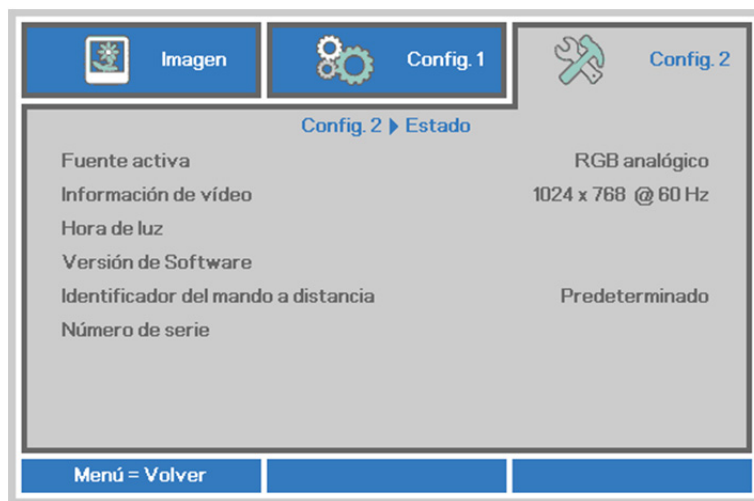 Imagen
Config. 1
Config. 2
Config. 2 ▶ Estado
Fuente activa RGB analógico
Información de vídeo 1024 x 768 @ 60 Hz
Hora de luz
Versión de Software
Identificador del mando a distancia Predeterminado
Número de serie
Menú = Volver